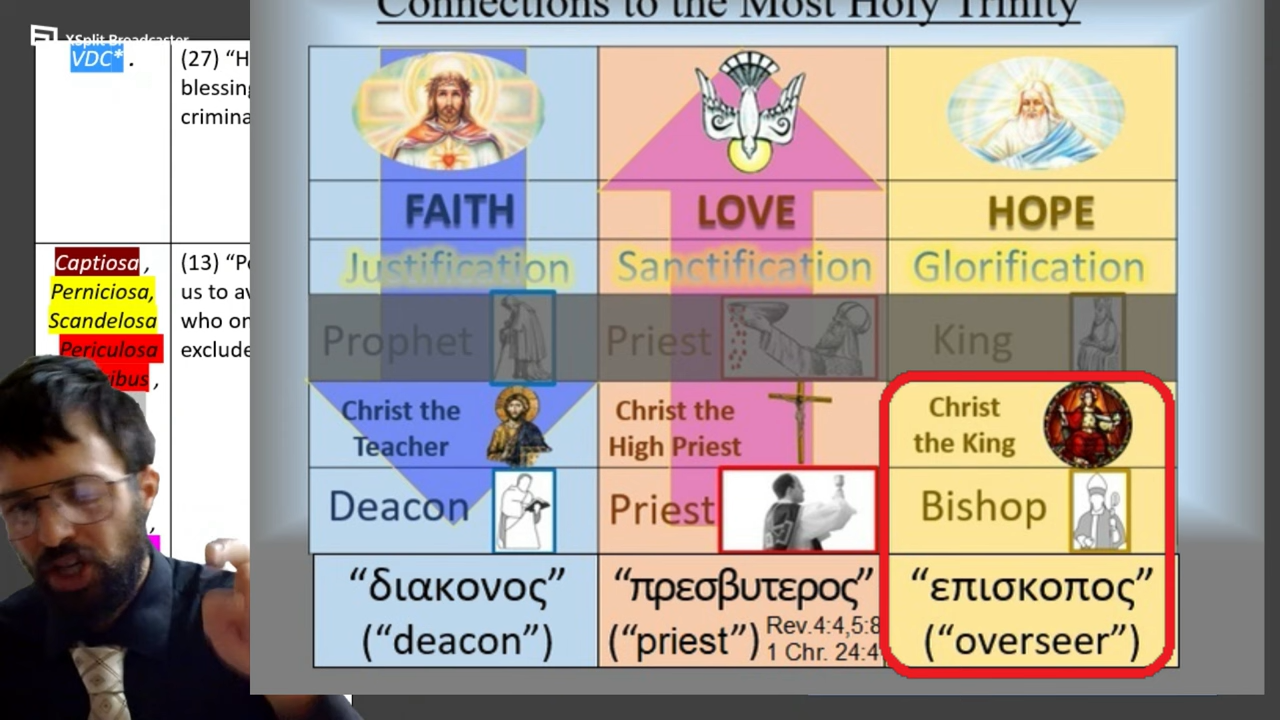 Connections to the Most Holy Trinity
XSplit Broadcaster
VDC* .
(27) “H
blessing
crimina
Captiosa ,
Perniciosa,
Scandelosa
Periculosa
ribus ,
(13) “Pe
us to av
who or
exclude
FAITH
LOVE
HOPE
Justification
Sanctification
Glorification
Prophet
Priest
King
Christ the
Teacher
Christ the
High Priest
Christ
the King
Deacon
Priest
Bishop
“διακονος”
(“deacon”)
“πρεσβυτερος”
(“priest”)
Rev.4:4,5:8
1 Chr. 24:4
“επισκοπος”
(“overseer”)